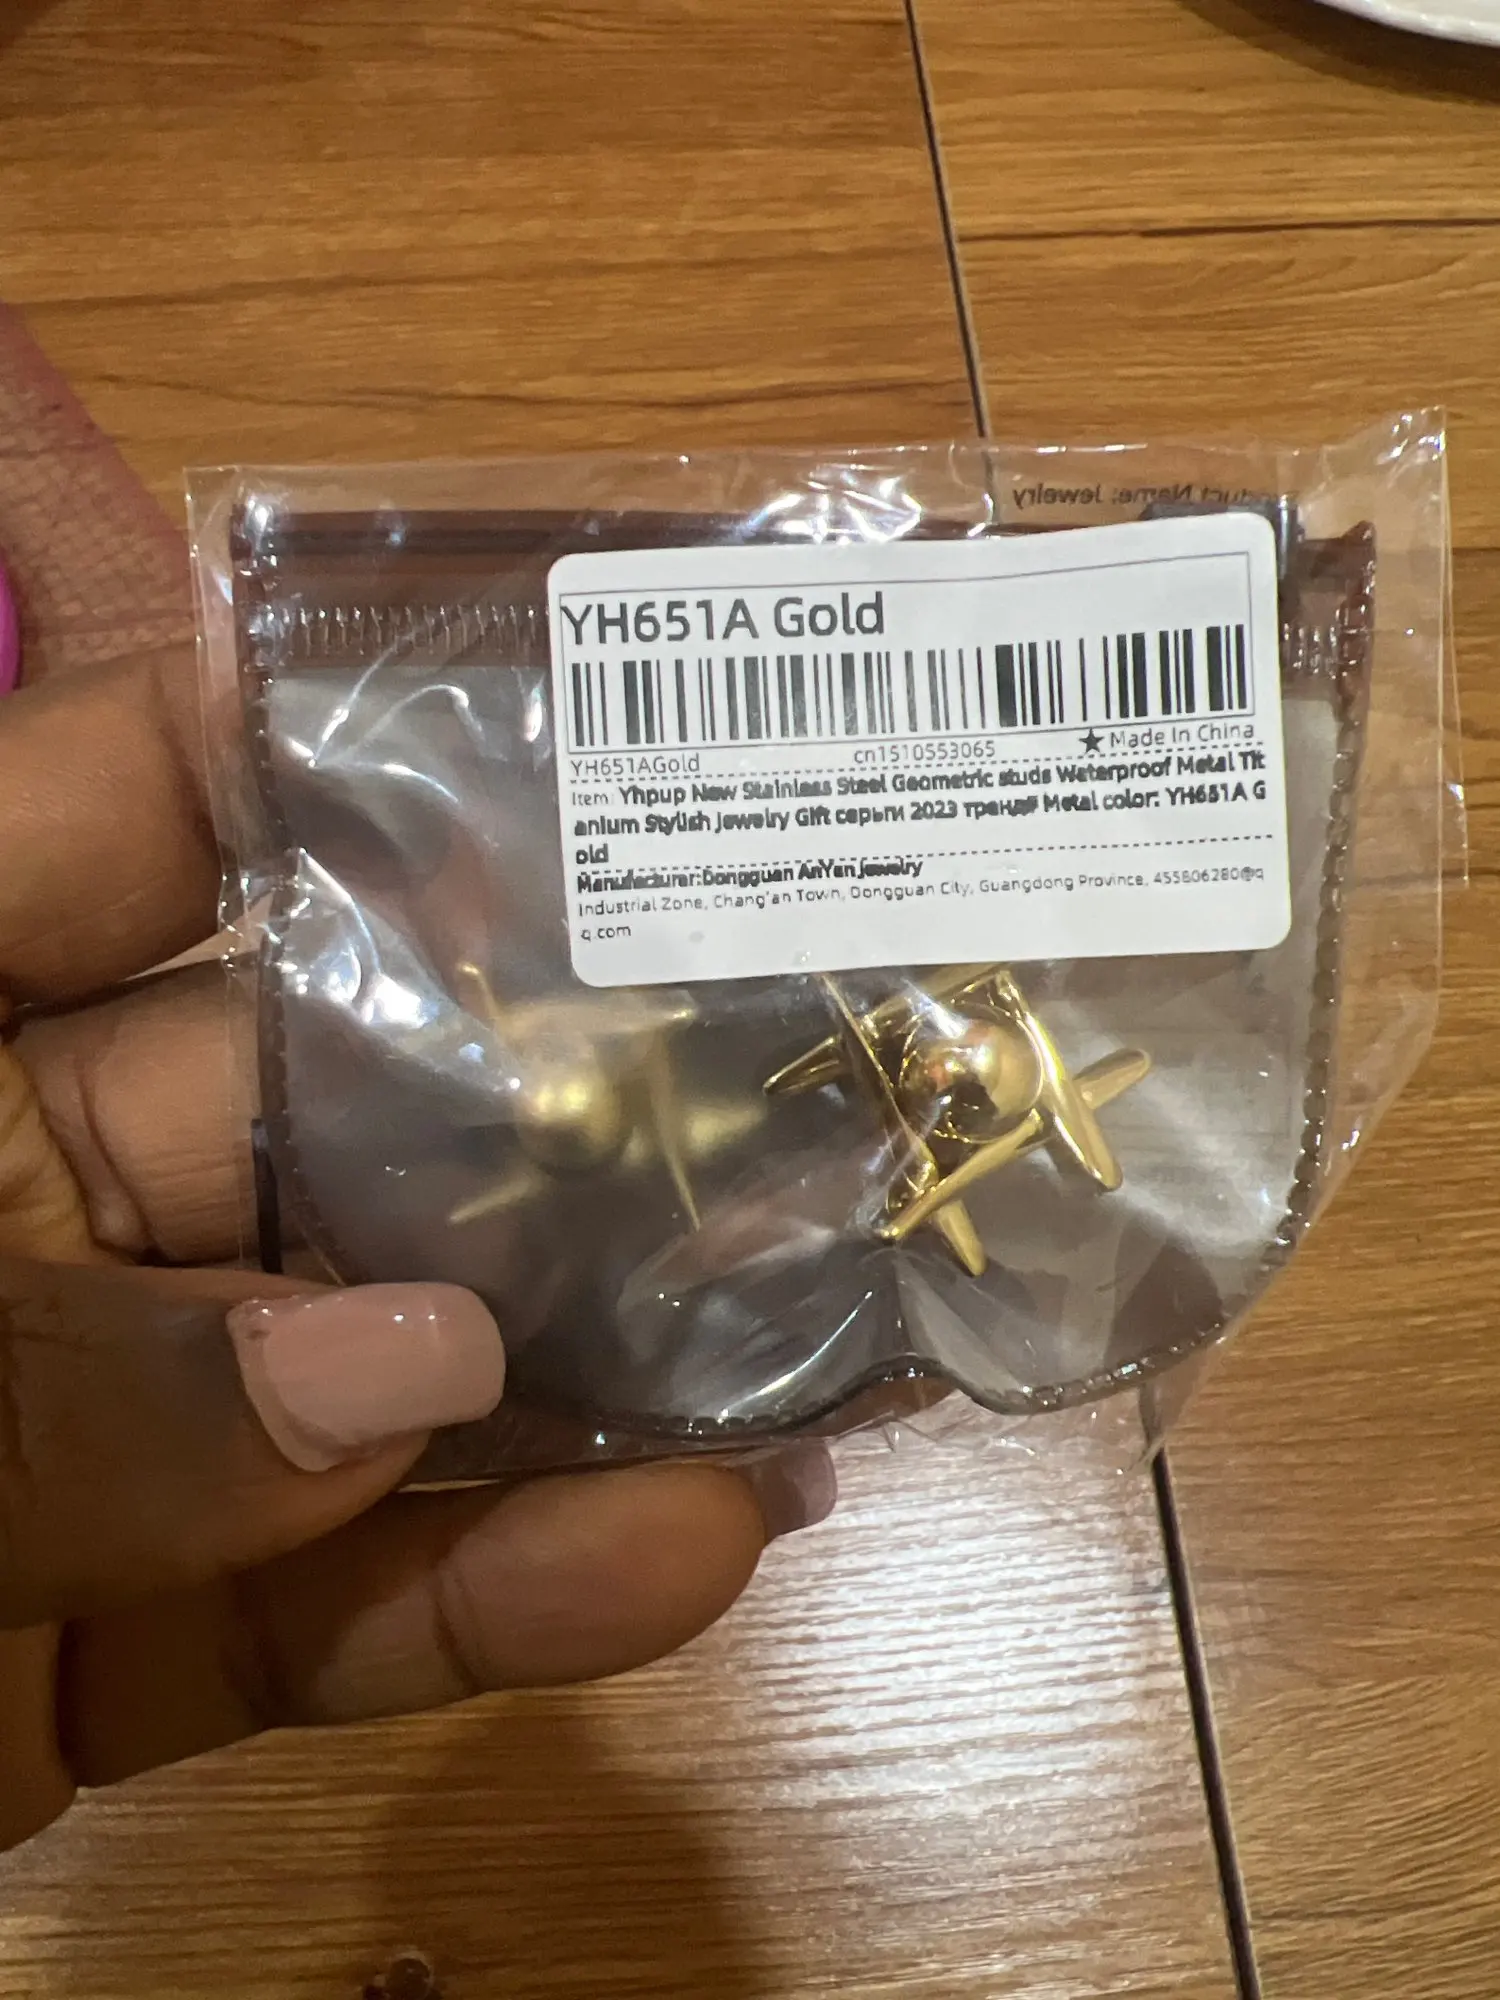 Product Name: Jewelry
YH651A Gold
YH651AGold cn1510553065 ★Made In China
Item: Yhpup New Stainless Steel Geometric studs Waterproof Metal Tit
anium Stylish Jewelry Gift серьги 2023 тренд# Metal color: YH651A G
old
Manufacturer:Dongguan AnYan jewelry
Industrial Zone, Chang'an Town, Dongguan City, Guangdong Province, 455806280@q
q.com